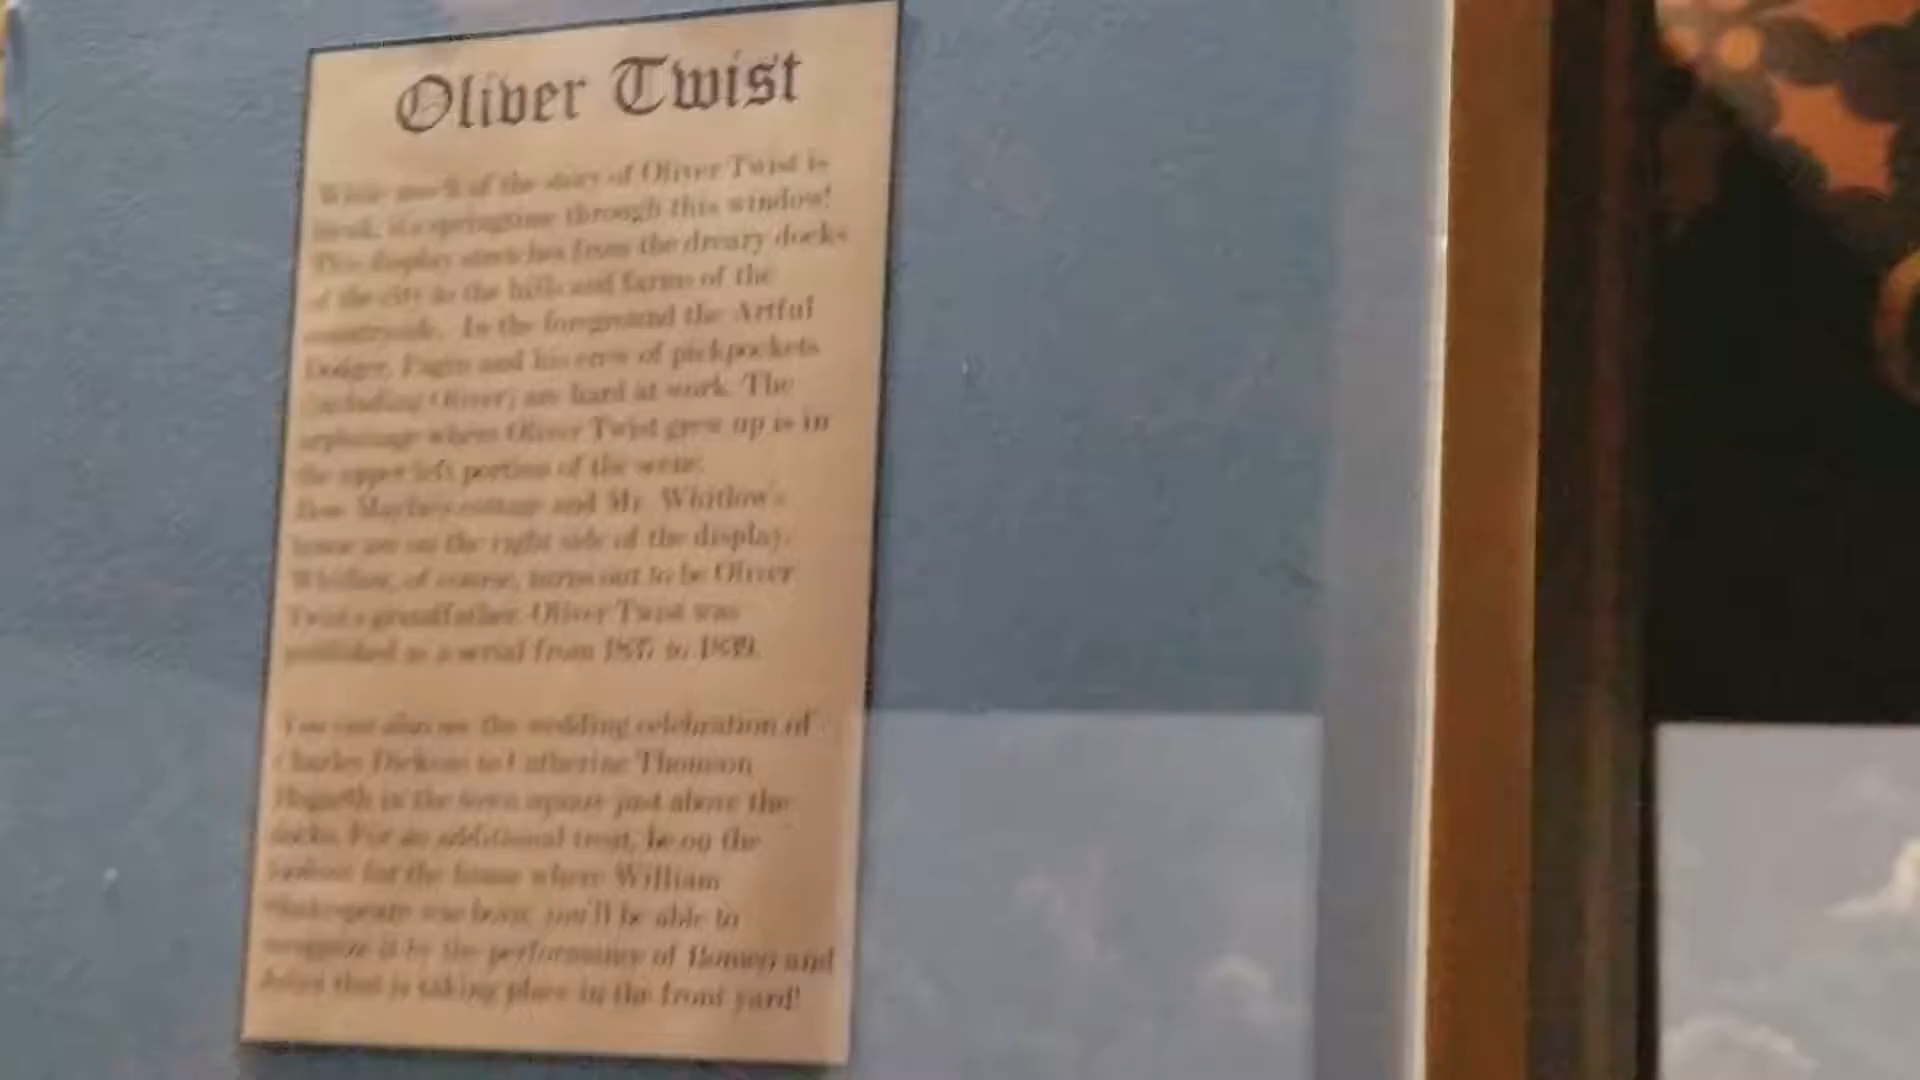 Oliver Twist
While much of the story of Oliver Twist is
bleak, it's springtime through this window!
This display stretches from the dreary docks
of the city to the hills and farms of the
countryside. In the foreground the Artful
Dodger, Fagin and his crew of pickpockets
(including Oliver) are hard at work. The
orphanage where Oliver Twist grew up is in
the upper left portion of the scene.
Rose Maylie's cottage and Mr. Whitlow's
house are on the right side of the display.
Whitlow, of course, turns out to be Oliver
Twist's grandfather. Oliver Twist was
published as a serial from 1837 to 1839.
You can also see the wedding celebration of
Charles Dickens to Catherine Thomson
Hogarth in the town square just above the
docks. For an additional treat, be on the
lookout for the house where William
Shakespeare was born, you'll be able to
recognize it by the performance of Romeo and
Juliet that is taking place in the front yard!